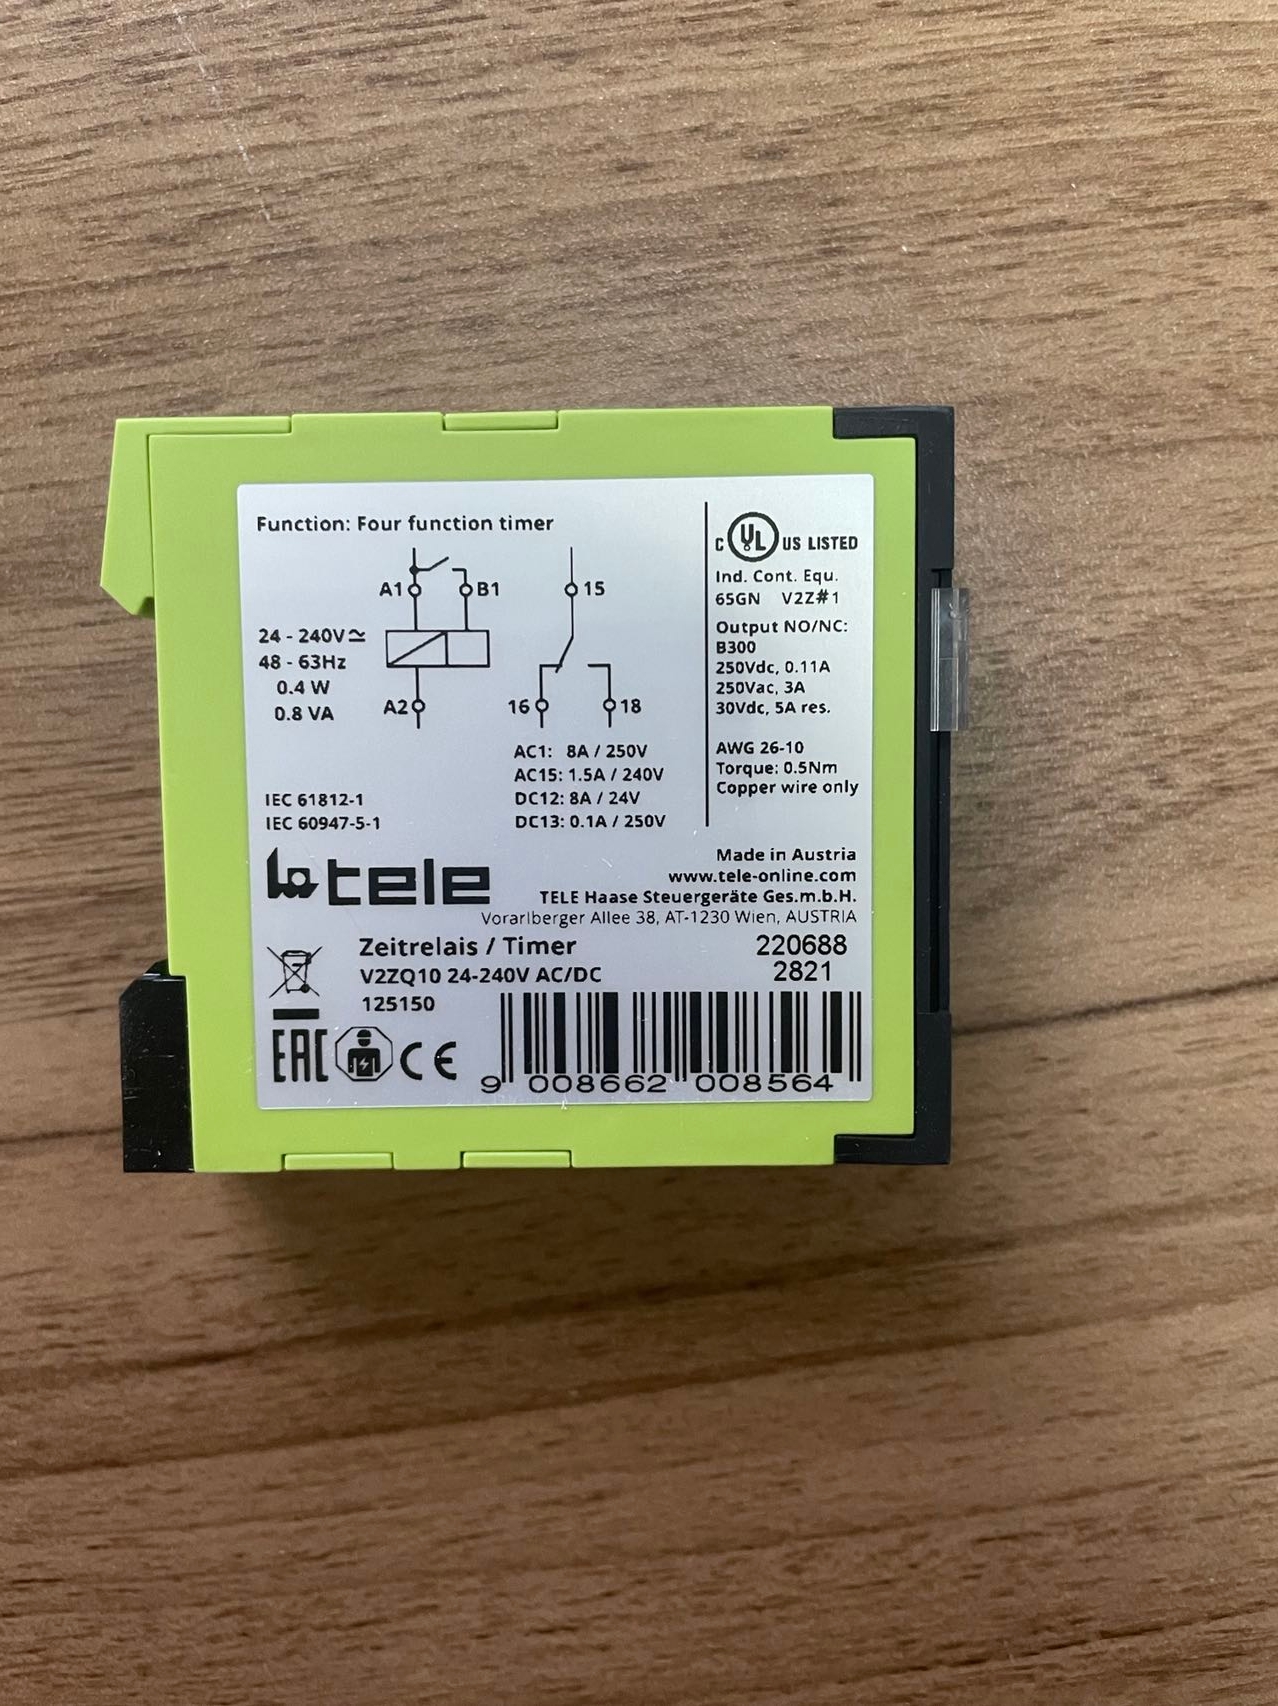 Function: Four function timer
A1
B1
15
24 - 240V≃
48 - 63Hz
0.4 W
0.8 VA
A2
16
18
AC1: 8A / 250V
AC15: 1.5A / 240V
DC12: 8A / 24V
DC13: 0.1A / 250V
IEC 61812-1
IEC 60947-5-1
C UL US LISTED
Ind. Cont. Equ.
65GN V2Z#1
Output NO/NC:
B300
250Vdc, 0.11A
250Vac, 3A
30Vdc, 5A res.
AWG 26-10
Torque: 0.5Nm
Copper wire only
tele
Made in Austria
www.tele-online.com
TELE Haase Steuergeräte Ges.m.b.H.
Vorarlberger Allee 38, AT-1230 Wien, AUSTRIA
Zeitrelais / Timer
V2ZQ10 24-240V AC/DC
125150
220688
2821
EAC CE
9 008662 008564